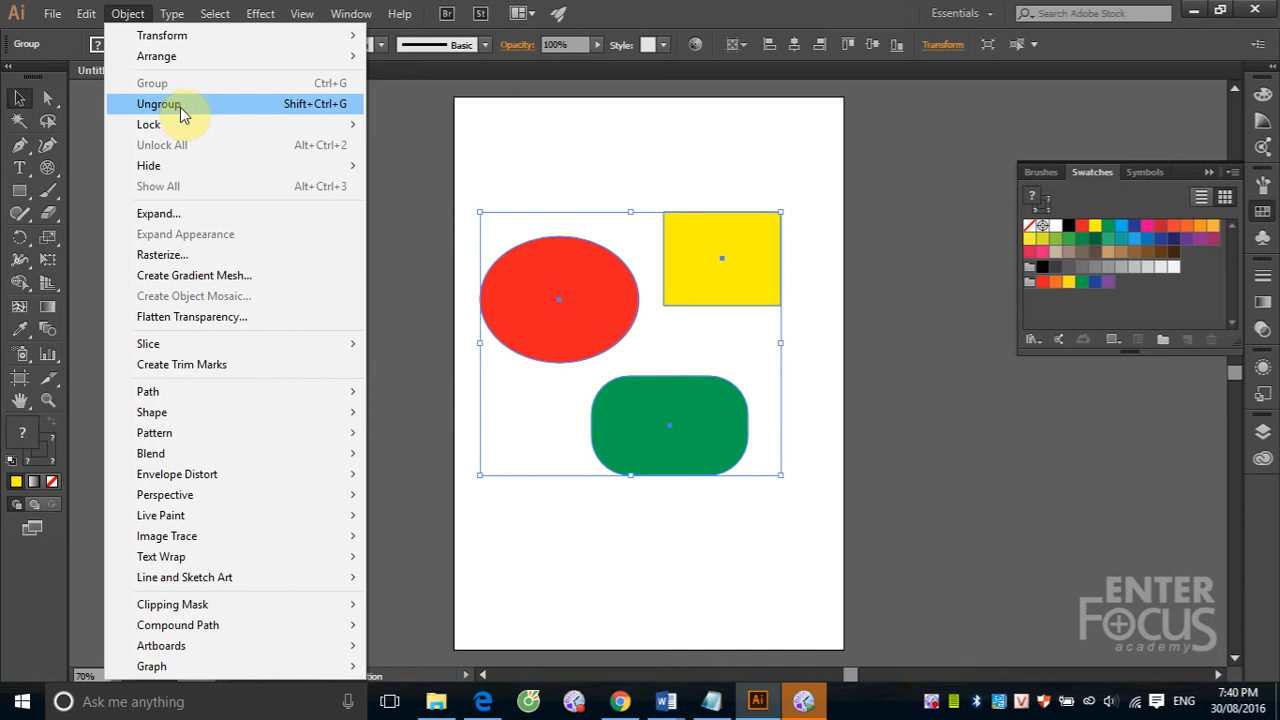 Ai File Edit Object Type Select Effect View Window Help Br St Essentials Search Adobe Stock
Group ? Basic Opacity: 100% Style: Transform
Untitl
Transform
Arrange
Group Ctrl+G
Ungroup Shift+Ctrl+G
Lock
Unlock All Alt+Ctrl+2
Hide
Show All Alt+Ctrl+3
Expand...
Expand Appearance
Rasterize...
Create Gradient Mesh...
Create Object Mosaic...
Flatten Transparency...
Slice
Create Trim Marks
Path
Shape
Pattern
Blend
Envelope Distort
Perspective
Live Paint
Image Trace
Text Wrap
Line and Sketch Art
Clipping Mask
Compound Path
Artboards
Graph
Brushes Swatches Symbols
?
?
70%
ENTER
FOCUS
academy
Ask me anything
ENG
7:40 PM
30/08/2016